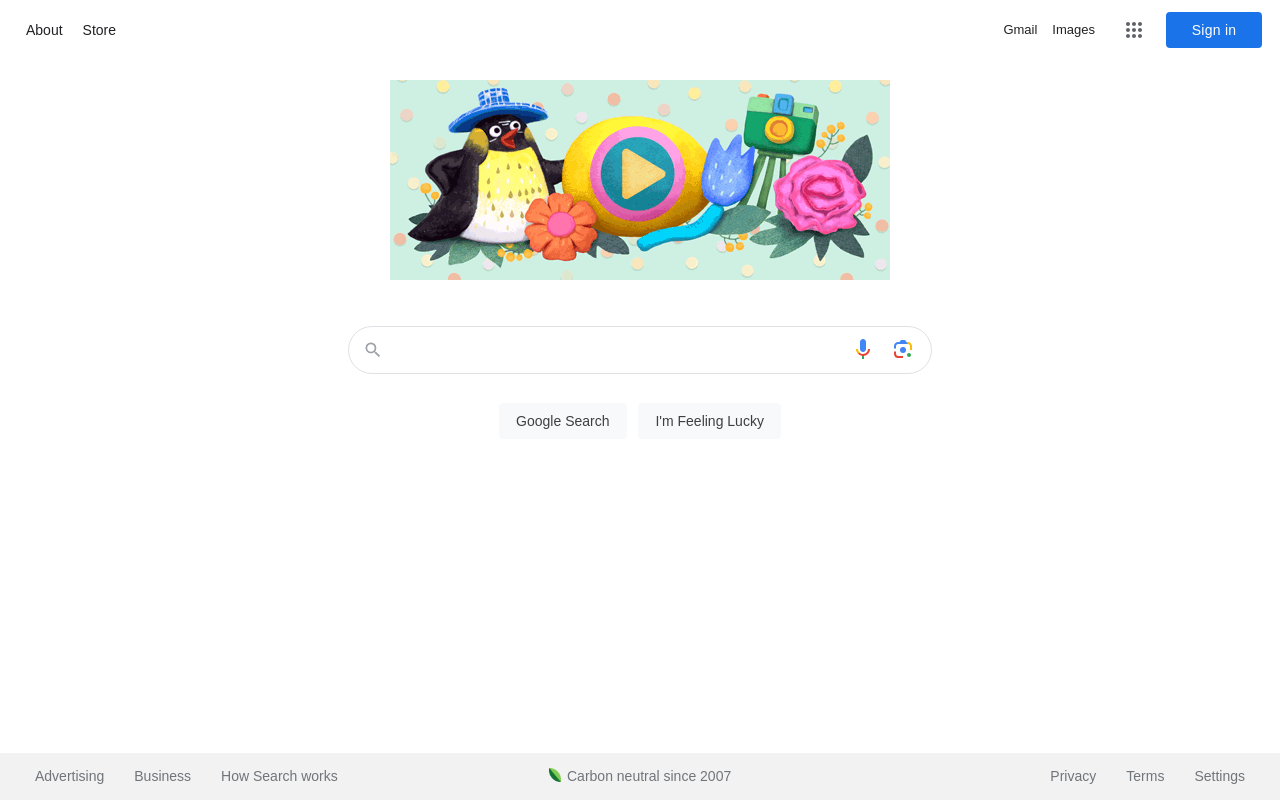 About Store Gmail Images Sign in
Google Search I'm Feeling Lucky
Advertising Business How Search works Carbon neutral since 2007 Privacy Terms Settings